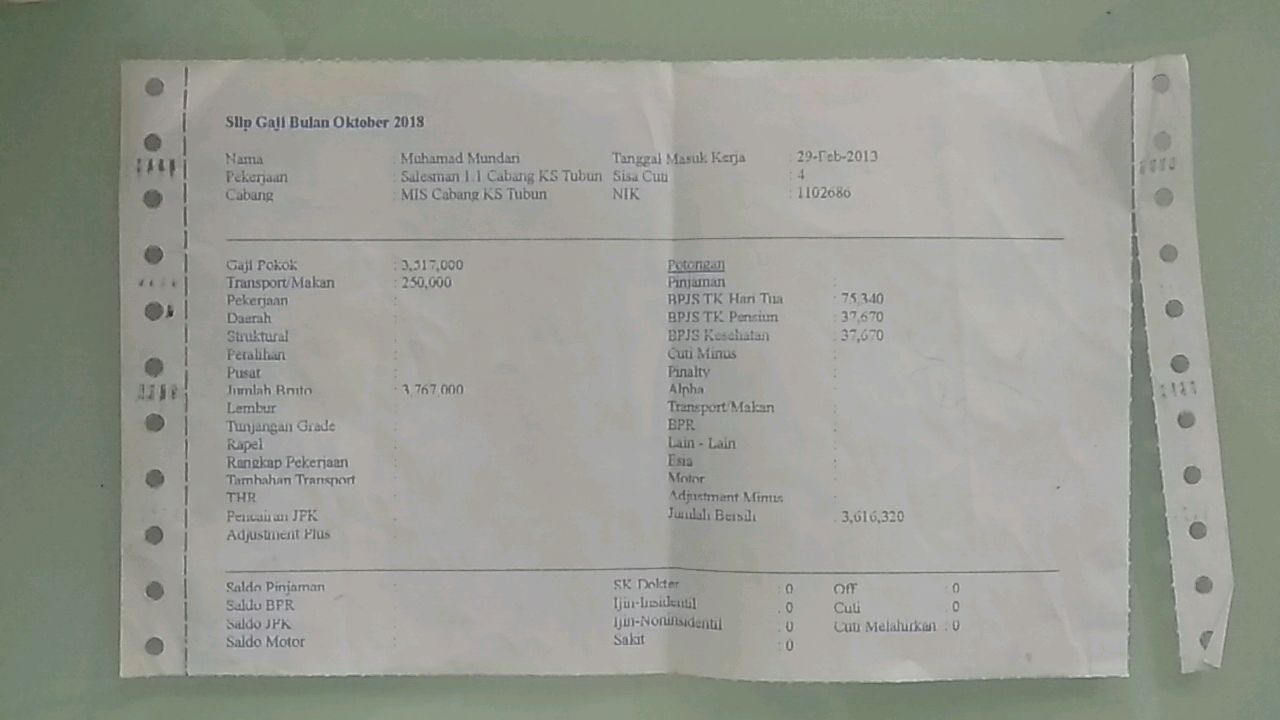 Slip Gaji Bulan Oktober 2018
Nama : Muhamad Mundari Tanggal Masuk Kerja : 29-Feb-2013
Pekerjaan : Salesman 1.1 Cabang KS Tubun Sisa Cuti : 4
Cabang : MIS Cabang KS Tubun NIK : 1102686
Gaji Pokok : 3,517,000 Potongan
Transport/Makan : 250,000 Pinjaman :
Pekerjaan : BPJS TK Hari Tua : 75,340
Daerah : BPJS TK Pensiun : 37,670
Struktural : BPJS Kesehatan : 37,670
Peralihan : Cuti Minus :
Pusat : Pinalty :
Jumlah Bruto : 3,767,000 Alpha :
Lembur : Transport/Makan :
Tunjangan Grade : BPR :
Rapel : Lain - Lain :
Rangkap Pekerjaan : Esia :
Tambahan Transport : Motor :
THR : Adjustment Minus :
Pencairan JPK : Jumlah Bersih : 3,616,320
Adjustment Plus :
Saldo Pinjaman : SK Dokter : 0 Off : 0
Saldo BPR : Ijin-Insidentil : 0 Cuti : 0
Saldo JPK : Ijin-Noninsidentil : 0 Cuti Melahirkan : 0
Saldo Motor : Sakit : 0